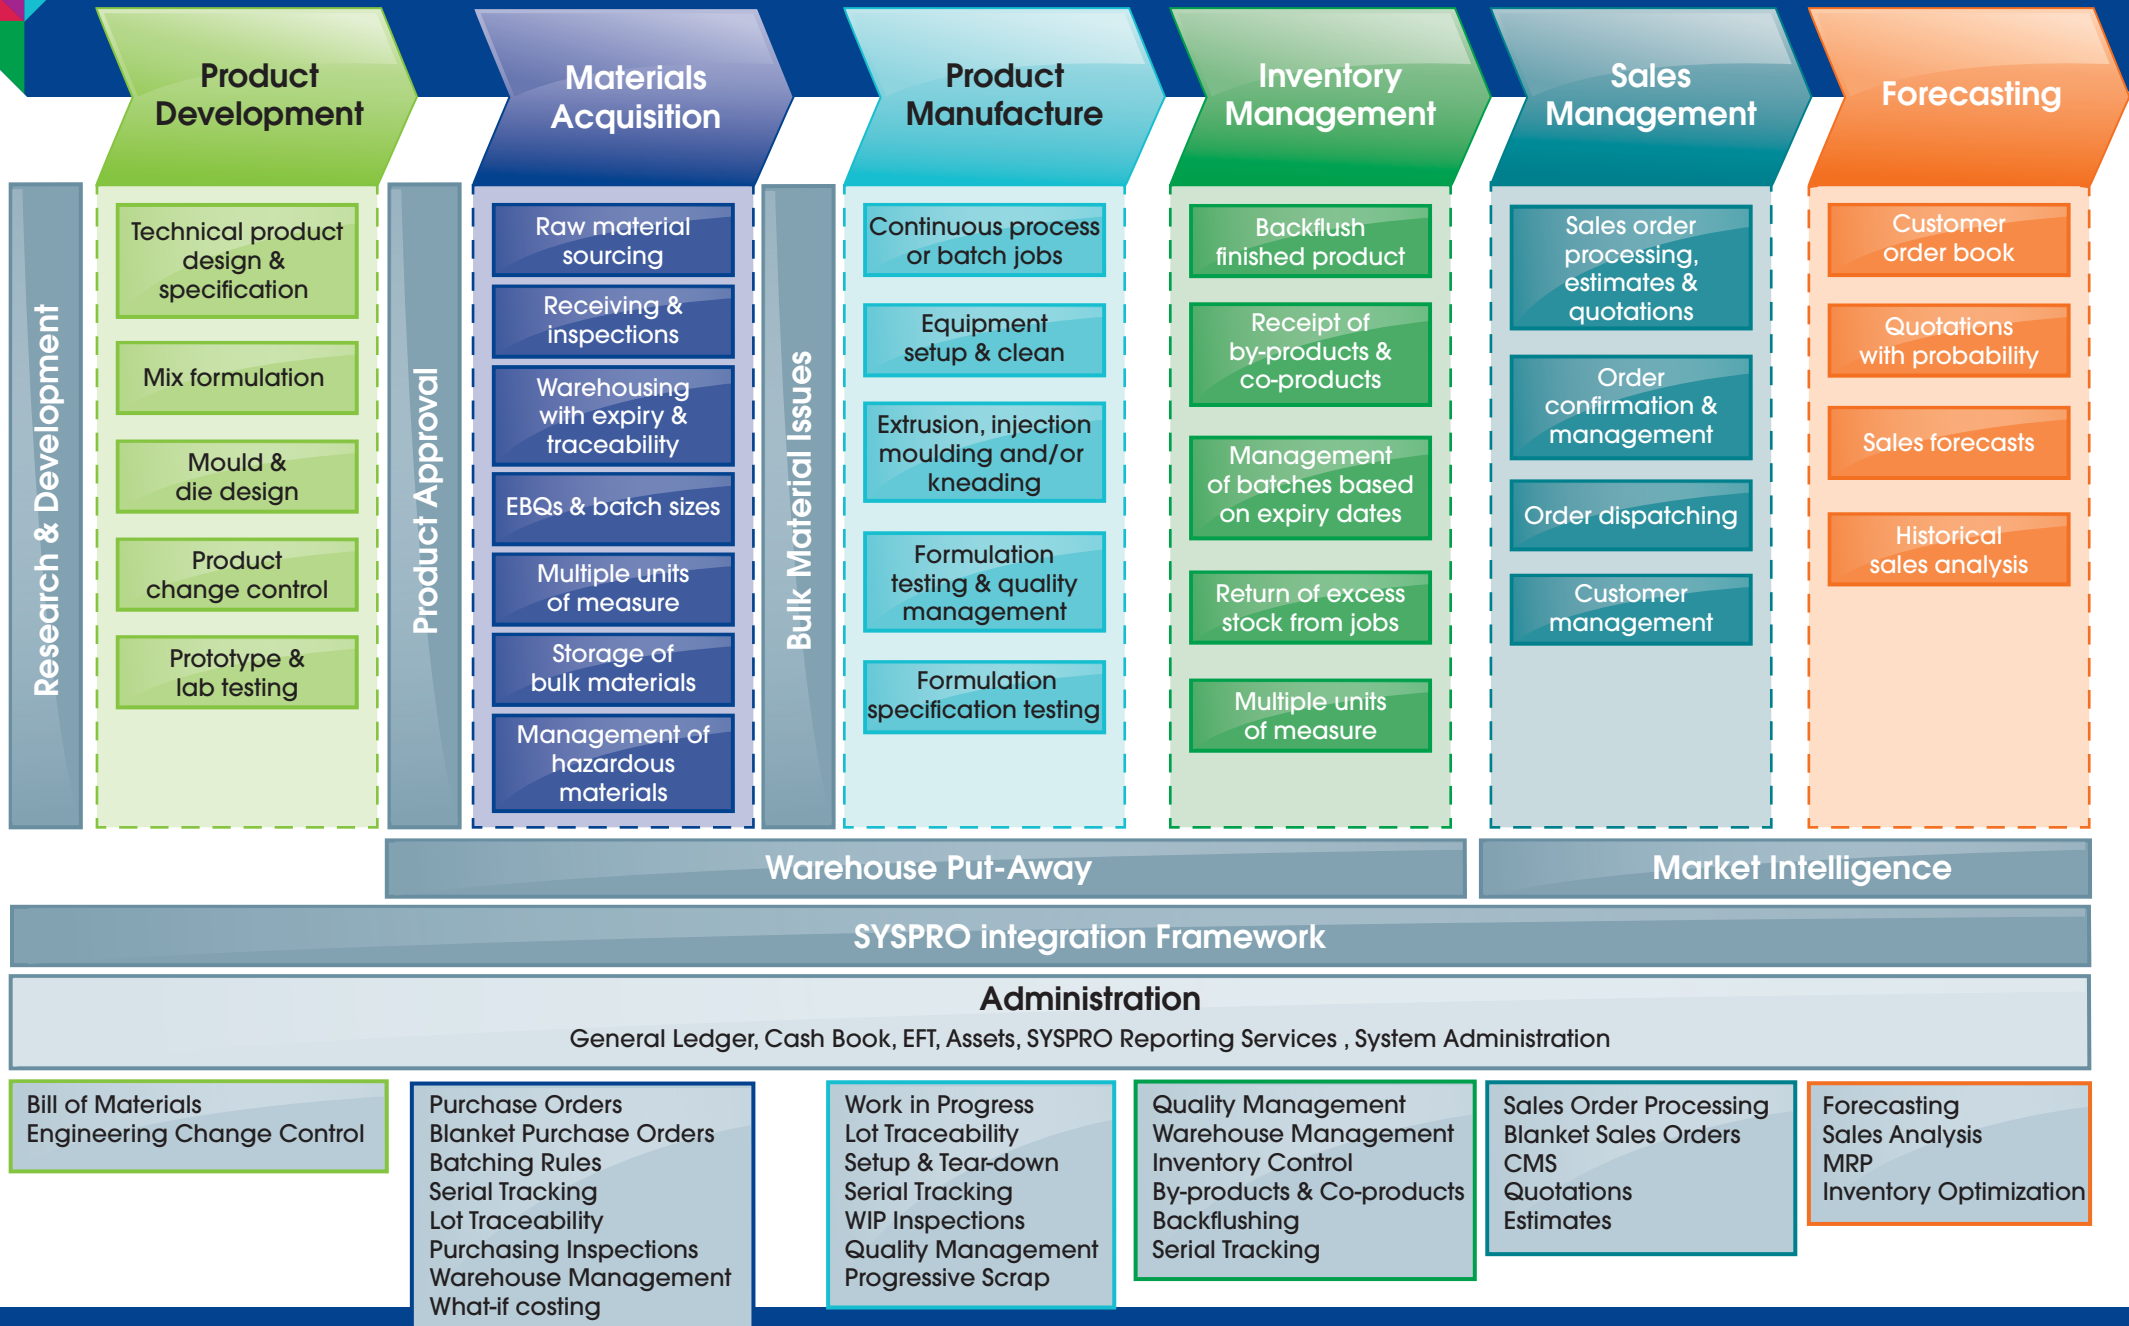 Product
Development
Materials
Acquisition
Product
Manufacture
Inventory
Management
Sales
Management
Forecasting
Research & Development
Technical product
design &
specification
Mix formulation
Mould &
die design
Product
change control
Prototype &
lab testing
Product Approval
Raw material
sourcing
Receiving &
inspections
Warehousing
with expiry &
traceability
EBQs & batch sizes
Multiple units
of measure
Storage of
bulk materials
Management of
hazardous
materials
Bulk Material Issues
Continuous process
or batch jobs
Equipment
setup & clean
Extrusion, injection
moulding and/or
kneading
Formulation
testing & quality
management
Formulation
specification testing
Backflush
finished product
Receipt of
by-products &
co-products
Management
of batches based
on expiry dates
Return of excess
stock from jobs
Multiple units
of measure
Sales order
processing,
estimates &
quotations
Order
confirmation &
management
Order dispatching
Customer
management
Customer
order book
Quotations
with probability
Sales forecasts
Historical
sales analysis
Warehouse Put-Away
Market Intelligence
SYSPRO integration Framework
Administration
General Ledger, Cash Book, EFT, Assets, SYSPRO Reporting Services , System Administration
Bill of Materials
Engineering Change Control
Purchase Orders
Blanket Purchase Orders
Batching Rules
Serial Tracking
Lot Traceability
Purchasing Inspections
Warehouse Management
What-if costing
Work in Progress
Lot Traceability
Setup & Tear-down
Serial Tracking
WIP Inspections
Quality Management
Progressive Scrap
Quality Management
Warehouse Management
Inventory Control
By-products & Co-products
Backflushing
Serial Tracking
Sales Order Processing
Blanket Sales Orders
CMS
Quotations
Estimates
Forecasting
Sales Analysis
MRP
Inventory Optimization